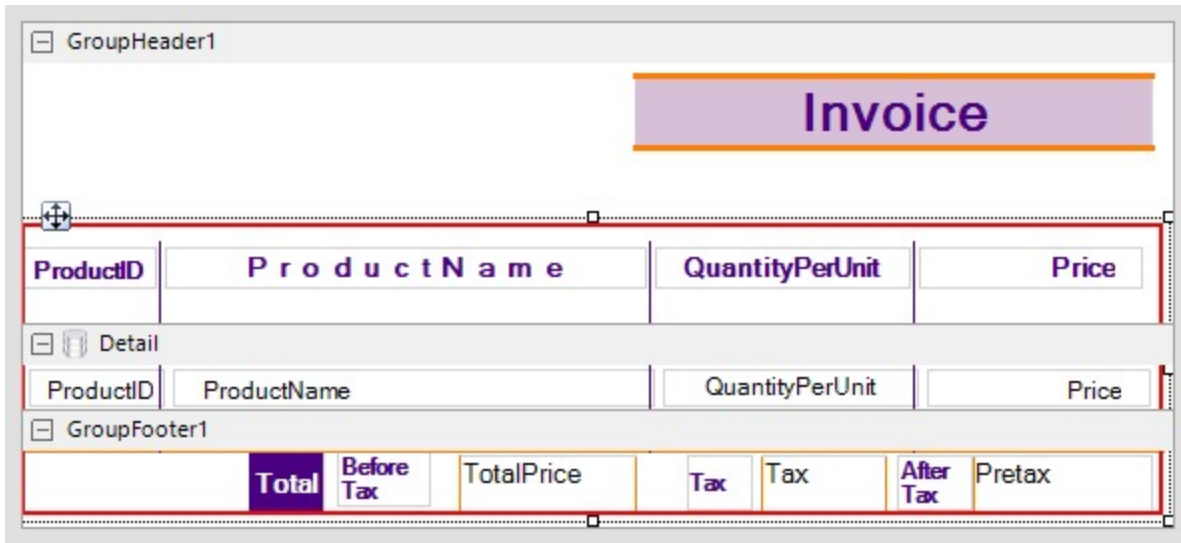 GroupHeader1
Invoice
ProductID ProductName QuantityPerUnit Price
Detail
ProductID ProductName QuantityPerUnit Price
GroupFooter1
Total Before Tax TotalPrice Tax Tax After Tax Pretax